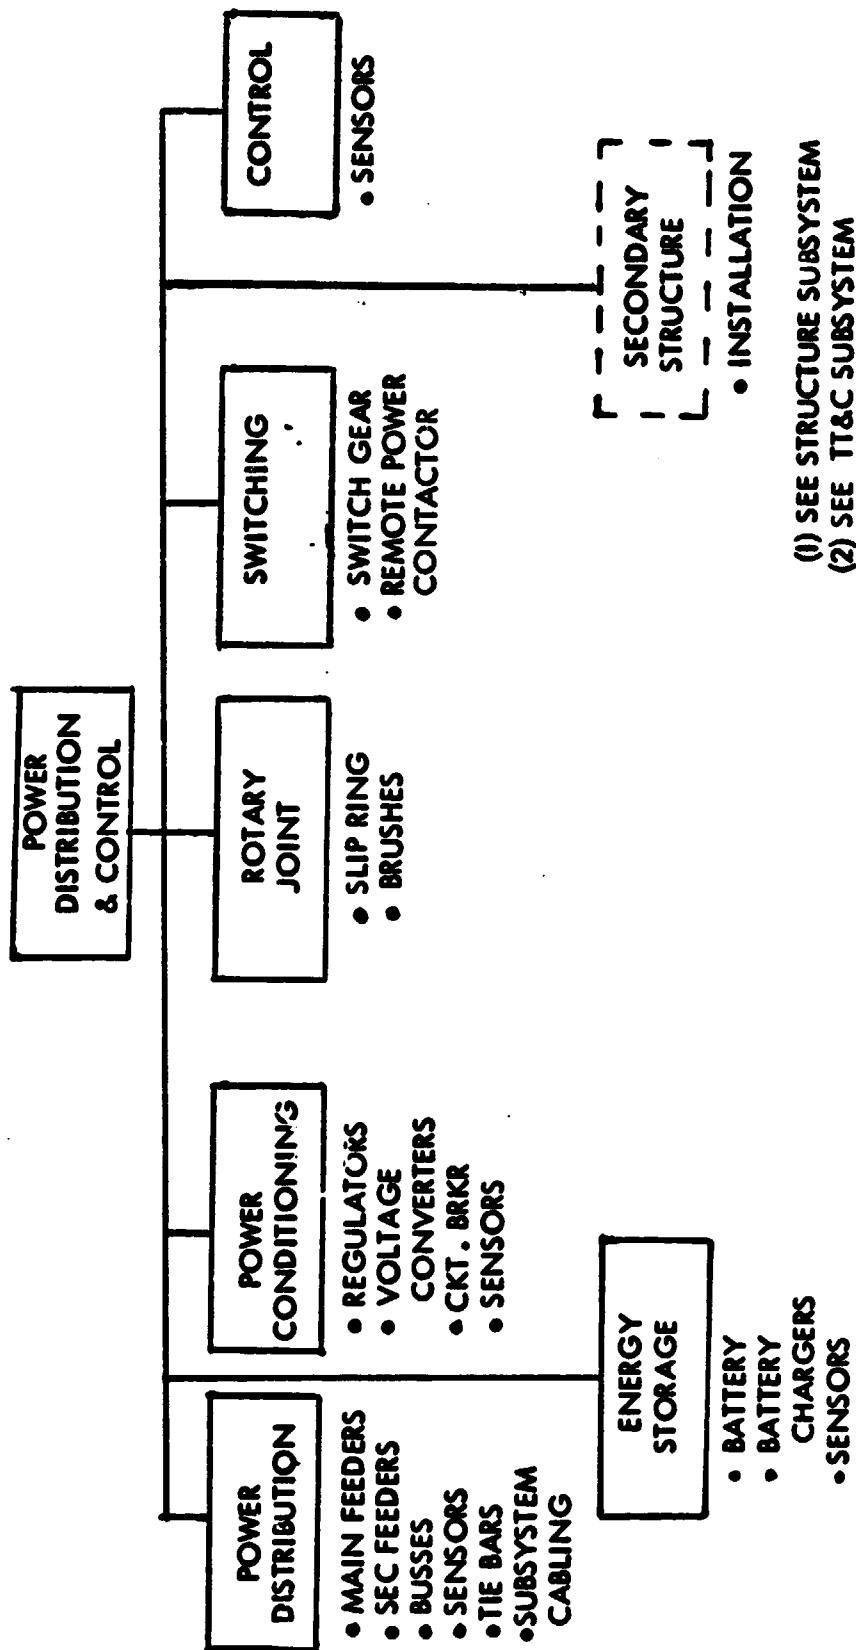 POWER
DISTRIBUTION
& CONTROL
POWER
DISTRIBUTION
• MAIN FEEDERS
• SEC FEEDERS
• BUSSES
• SENSORS
• TIE BARS
• SUBSYSTEM
CABLING
POWER
CONDITIONING
• REGULATORS
• VOLTAGE
CONVERTERS
• CKT. BRKR
• SENSORS
ROTARY
JOINT
• SLIP RING
• BRUSHES
SWITCHING
• SWITCH GEAR
• REMOTE POWER
CONTACTOR
CONTROL
• SENSORS
ENERGY
STORAGE
• BATTERY
• BATTERY
CHARGERS
• SENSORS
SECONDARY
STRUCTURE
• INSTALLATION
(1) SEE STRUCTURE SUBSYSTEM
(2) SEE TT&C SUBSYSTEM